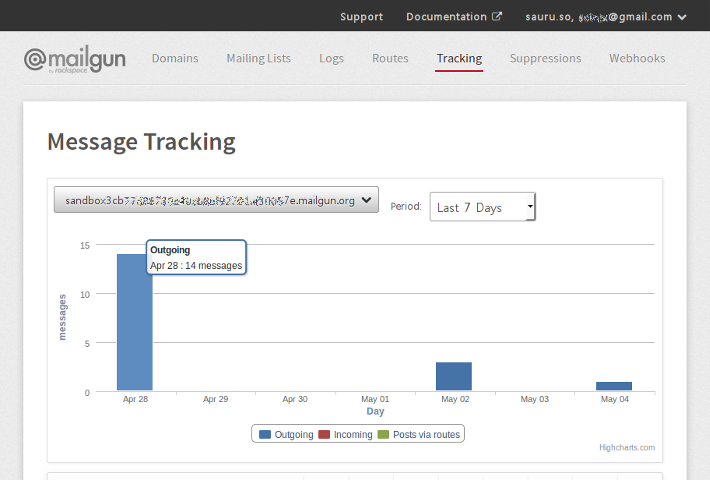 Support Documentation sauru.so, @gmail.com
@mailgun
by rackspace
Domains Mailing Lists Logs Routes Tracking Suppressions Webhooks
Message Tracking
sandbox3cb 7e.mailgun.org
Period: Last 7 Days
Outgoing
Apr 28 : 14 messages
15
10
5
0
messages
Apr 28 Apr 29 Apr 30 May 01 May 02 May 03 May 04
Day
Outgoing Incoming Posts via routes
Highcharts.com